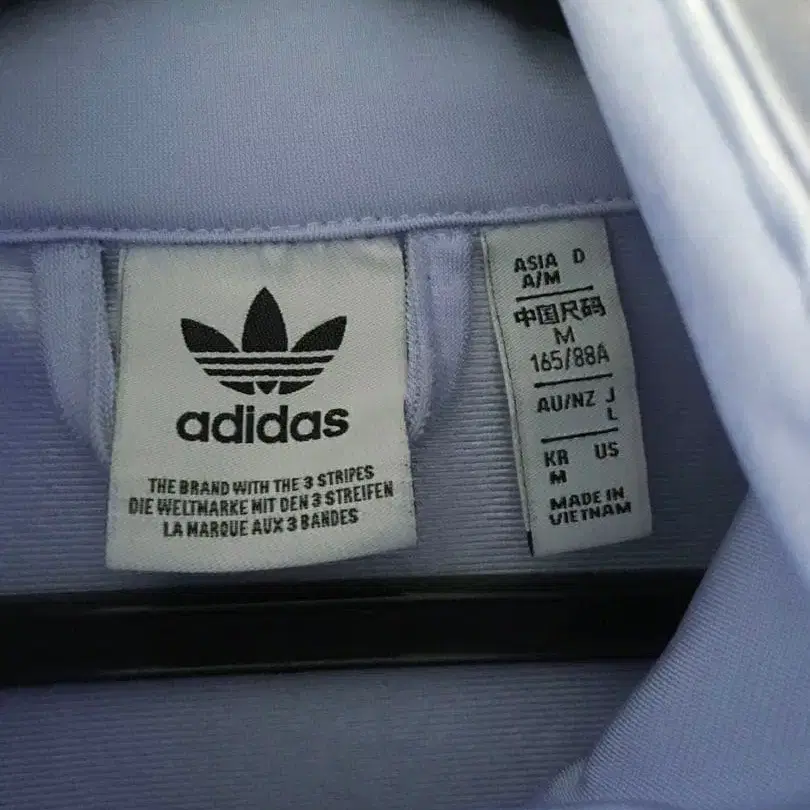 adidas
THE BRAND WITH THE 3 STRIPES
DIE WELTMARKE MIT DEN 3 STREIFEN
LA MARQUE AUX 3 BANDES
ASIA D
A/M
中国尺码
M
165/88A
AU/NZ J
L
KR US
M
MADE IN
VIETNAM